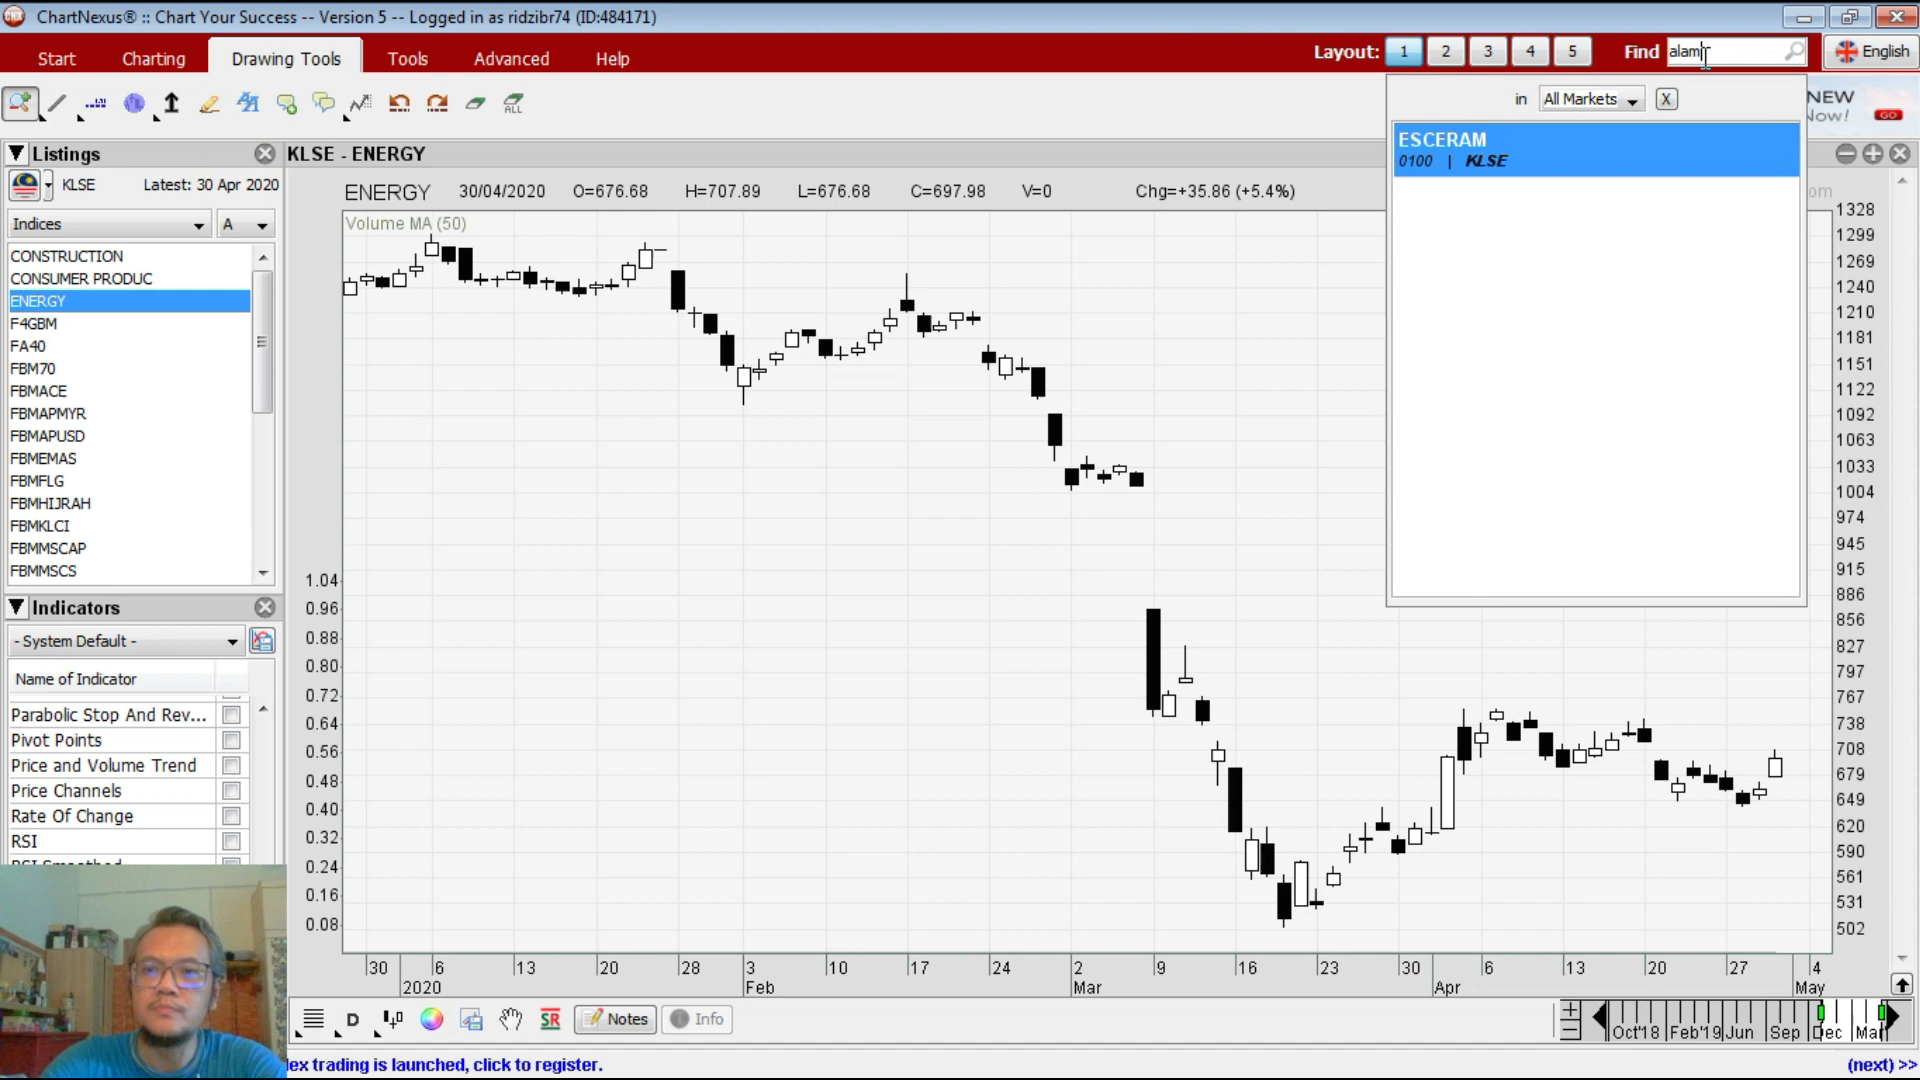 ChartNexus® :: Chart Your Success -- Version 5 -- Logged in as ridzibr74 (ID:484171)
Start Charting Drawing Tools Tools Advanced Help Layout: 1 2 3 4 5 Find alam English
ALL
in All Markets X
NEW
Now! GO
ESCERAM
0100 | KLSE
Listings
KLSE Latest: 30 Apr 2020
Indices A
CONSTRUCTION
CONSUMER PRODUC
ENERGY
F4GBM
FA40
FBM70
FBMACE
FBMAPMYR
FBMAPUSD
FBMEMAS
FBMFLG
FBMHIJRAH
FBMKLCI
FBMMSCAP
FBMMSCS
Indicators
- System Default -
Name of Indicator
Parabolic Stop And Rev...
Pivot Points
Price and Volume Trend
Price Channels
Rate Of Change
RSI
RSI Smoothed
KLSE - ENERGY
ENERGY 30/04/2020 O=676.68 H=707.89 L=676.68 C=697.98 V=0 Chg=+35.86 (+5.4%) om
Volume MA (50)
1328
1299
1269
1240
1210
1181
1151
1122
1092
1063
1033
1004
974
945
915
886
856
827
797
767
738
708
679
649
620
590
561
531
502
1.04
0.96
0.88
0.80
0.72
0.64
0.56
0.48
0.40
0.32
0.24
0.16
0.08
30 6 13 20 28 3 10 17 24 2 9 16 23 30 6 13 20 27 4
2020 Feb Mar Apr May
D SR Notes Info
Oct'18 Feb'19 Jun Sep Dec Mar
lex trading is launched, click to register. (next) >>